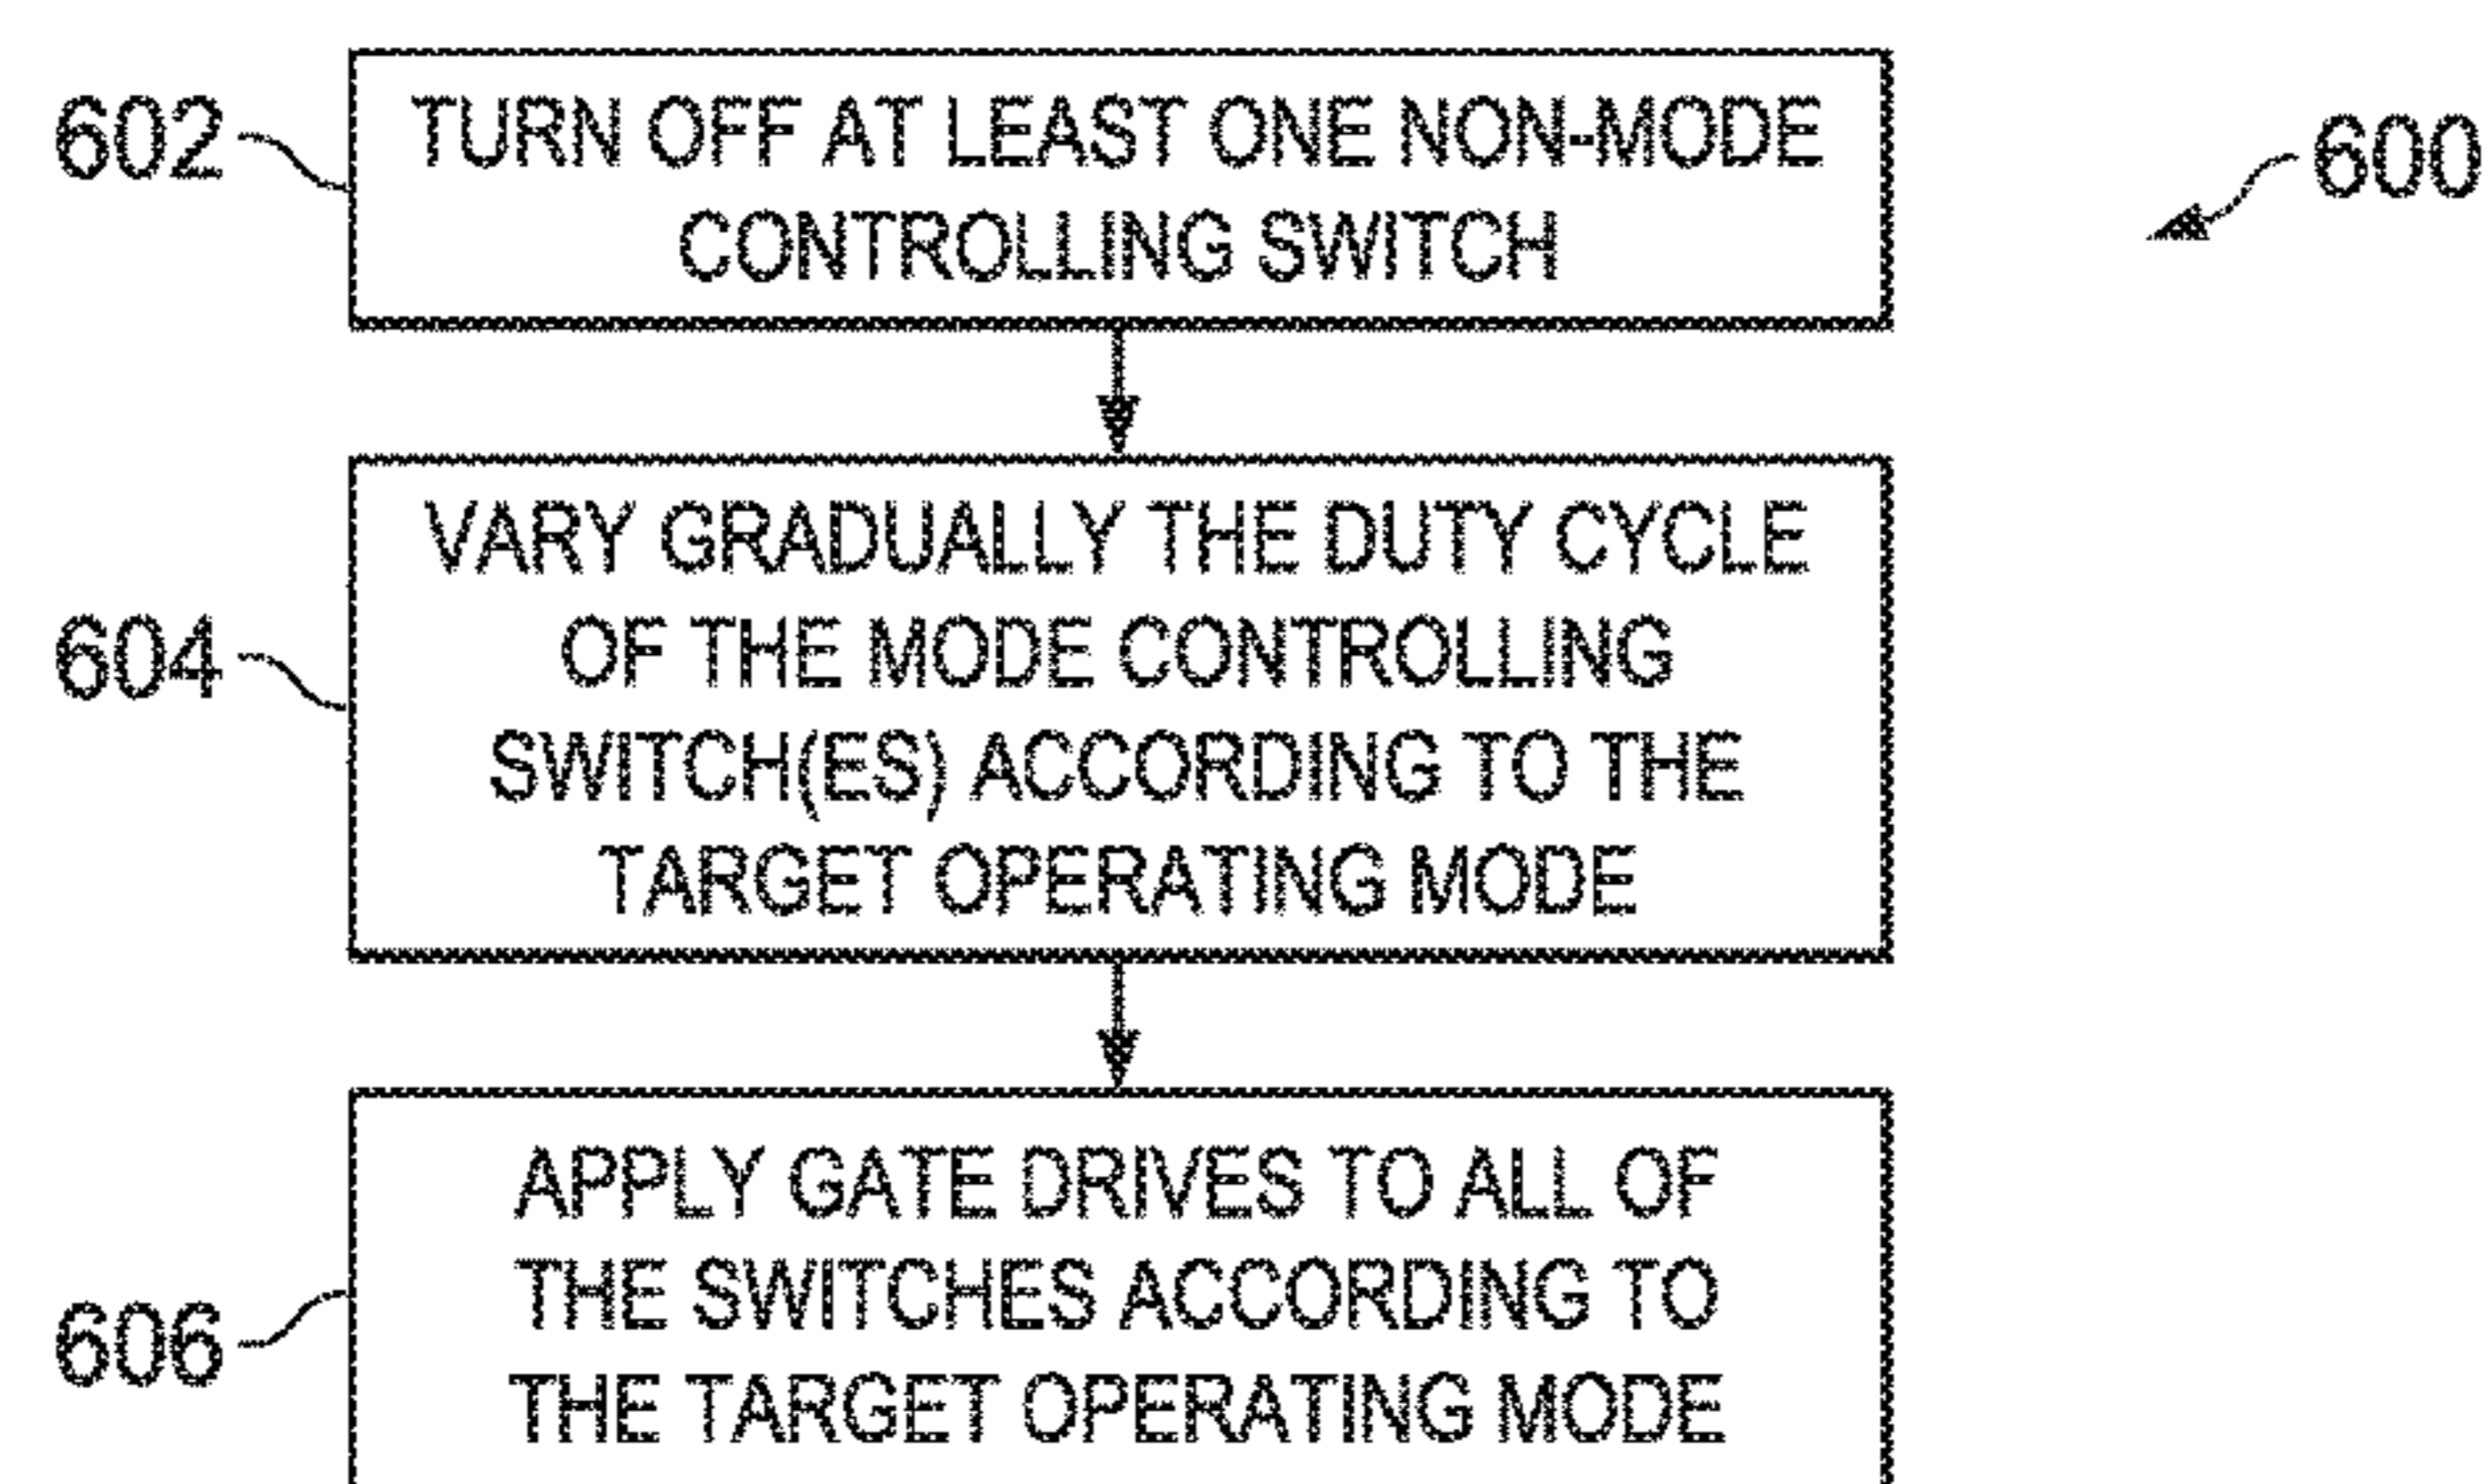 602
TURN OFF AT LEAST ONE NON-MODE
CONTROLLING SWITCH
600
604
VARY GRADUALLY THE DUTY CYCLE
OF THE MODE CONTROLLING
SWITCH(ES) ACCORDING TO THE
TARGET OPERATING MODE
606
APPLY GATE DRIVES TO ALL OF
THE SWITCHES ACCORDING TO
THE TARGET OPERATING MODE